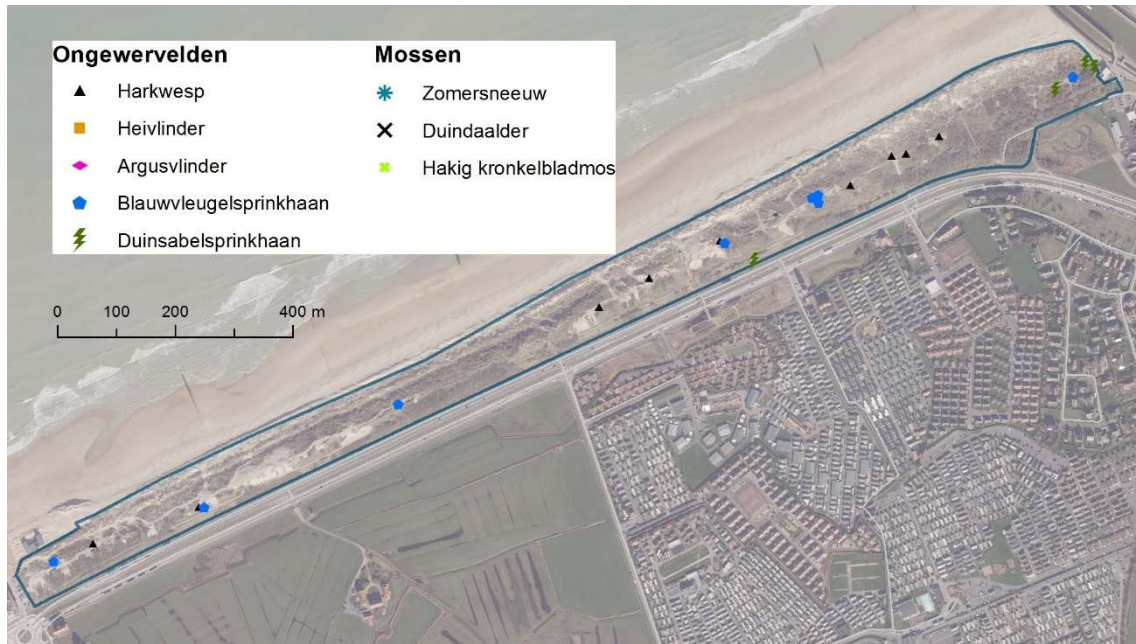 Ongewervelden
Harkwesp
Heivlinder
Argusvlinder
Blauwvleugelsprinkhaan
Duinsabelsprinkhaan
Mossen
Zomersneeuw
Duindaalder
Hakig kronkelbladmos
0 100 200 400 m